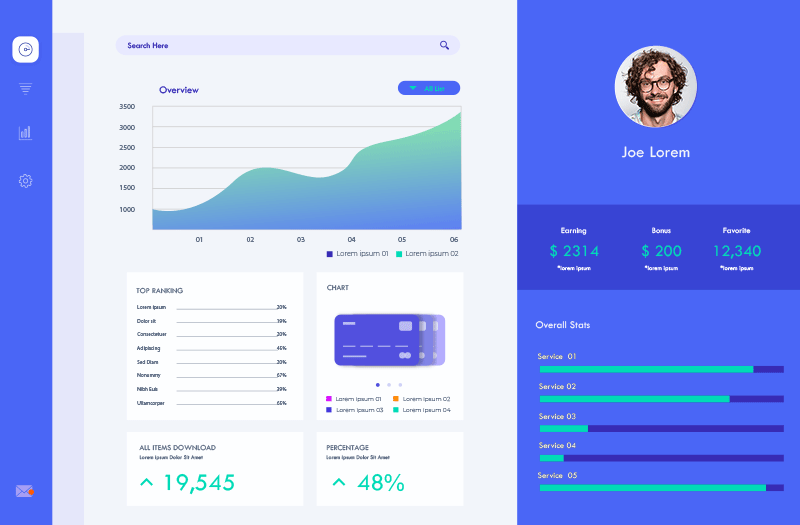 Search Here
Overview
All Lim
3500
3000
2500
2000
1500
1000
01 02 03 04 05 06
Lorem ipsum 01 Lorem ipsum 02
TOP RANKING
Lorem ipsum 20%
Dolor sit 19%
Consectetuer 20%
Adipiscing 45%
Sed Diam 30%
Nonummy 67%
Nibh Euis 39%
Ullamcorper 65%
CHART
Lorem ipsum 01 Lorem ipsum 02
Lorem ipsum 03 Lorem ipsum 04
ALL ITEMS DOWNLOAD
Lorem Ipsum Dolor Sit Amet
19,545
PERCENTAGE
Lorem Ipsum Dolor Sit Amet
48%
Joe Lorem
Earning Bonus Favorite
$ 2314 $ 200 12,340
*lorem ipsum *lorem ipsum *lorem ipsum
Overall Stats
Service 01
Service 02
Service 03
Service 04
Service 05